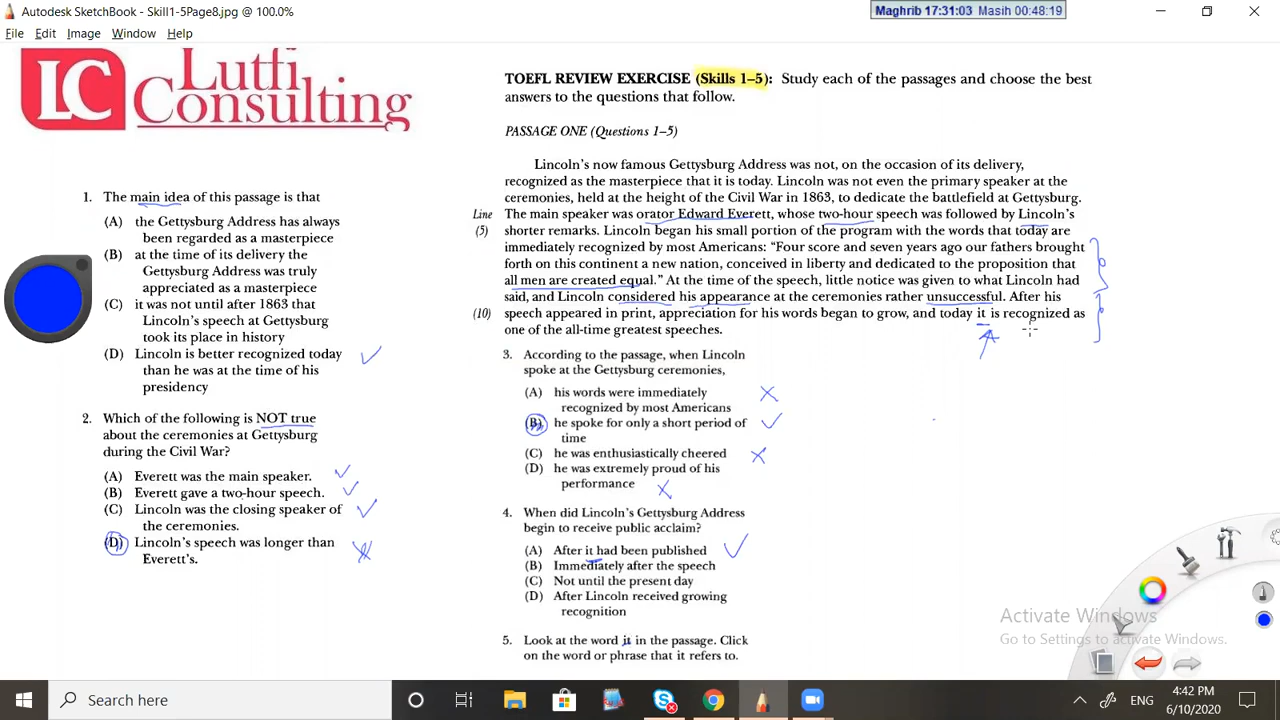 Autodesk SketchBook - Skill1-5Page8.jpg @ 100.0%
Maghrib 17:31:03 Masih 00:48:19
File Edit Image Window Help
LC Lutfi
Consulting
TOEFL REVIEW EXERCISE (Skills 1–5): Study each of the passages and choose the best
answers to the questions that follow.
PASSAGE ONE (Questions 1–5)
Lincoln's now famous Gettysburg Address was not, on the occasion of its delivery,
recognized as the masterpiece that it is today. Lincoln was not even the primary speaker at the
ceremonies, held at the height of the Civil War in 1863, to dedicate the battlefield at Gettysburg.
Line The main speaker was orator Edward Everett, whose two-hour speech was followed by Lincoln's
(5) shorter remarks. Lincoln began his small portion of the program with the words that today are
immediately recognized by most Americans: “Four score and seven years ago our fathers brought
forth on this continent a new nation, conceived in liberty and dedicated to the proposition that
all men are created equal.” At the time of the speech, little notice was given to what Lincoln had
said, and Lincoln considered his appearance at the ceremonies rather unsuccessful. After his
(10) speech appeared in print, appreciation for his words began to grow, and today it is recognized as
one of the all-time greatest speeches.
1. The main idea of this passage is that
(A) the Gettysburg Address has always
been regarded as a masterpiece
(B) at the time of its delivery the
Gettysburg Address was truly
appreciated as a masterpiece
(C) it was not until after 1863 that
Lincoln's speech at Gettysburg
took its place in history
(D) Lincoln is better recognized today
than he was at the time of his
presidency
2. Which of the following is NOT true
about the ceremonies at Gettysburg
during the Civil War?
(A) Everett was the main speaker.
(B) Everett gave a two-hour speech.
(C) Lincoln was the closing speaker of
the ceremonies.
(D) Lincoln's speech was longer than
Everett's.
3. According to the passage, when Lincoln
spoke at the Gettysburg ceremonies,
(A) his words were immediately
recognized by most Americans
(B) he spoke for only a short period of
time
(C) he was enthusiastically cheered
(D) he was extremely proud of his
performance
4. When did Lincoln's Gettysburg Address
begin to receive public acclaim?
(A) After it had been published
(B) Immediately after the speech
(C) Not until the present day
(D) After Lincoln received growing
recognition
5. Look at the word it in the passage. Click
on the word or phrase that it refers to.
Activate Windows
Go to Settings to activate Windows.
Search here
ENG
4:42 PM
6/10/2020